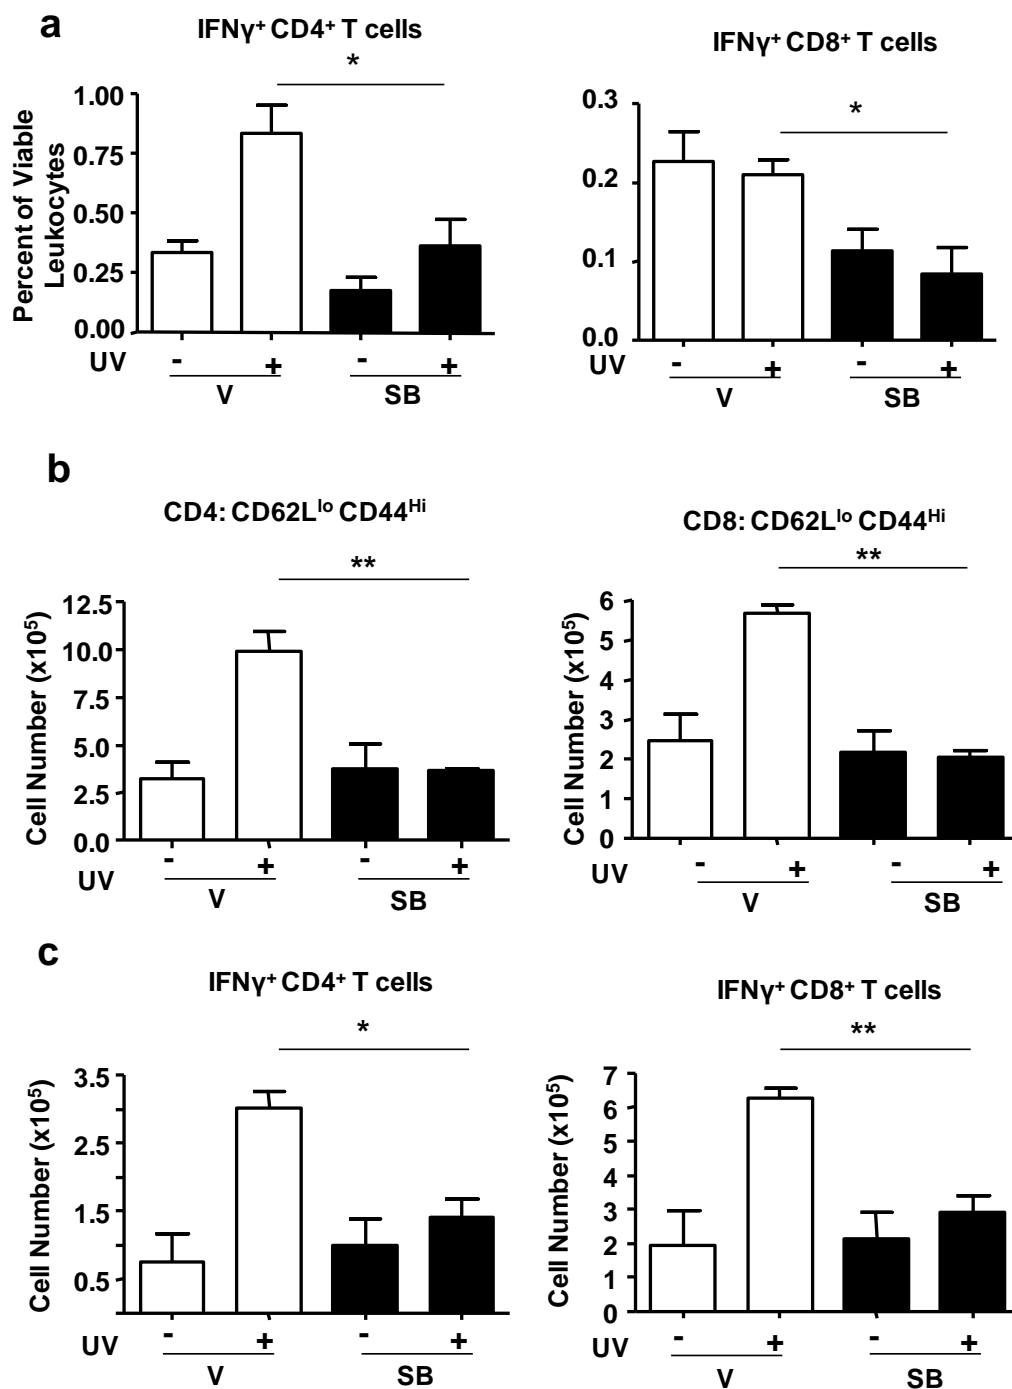 a
IFNγ+ CD4+ T cells
*
Percent of Viable
Leukocytes
1.00
0.75
0.50
0.25
0.00
UV
- + - +
V SB
IFNγ+ CD8+ T cells
*
0.3
0.2
0.1
0.0
UV
- + - +
V SB
b
CD4: CD62Llo CD44Hi
**
Cell Number (x105)
12.5
10.0
7.5
5.0
2.5
0.0
UV
- + - +
V SB
CD8: CD62Llo CD44Hi
**
Cell Number (x105)
6
5
4
3
2
1
0
UV
- + - +
V SB
c
IFNγ+ CD4+ T cells
*
Cell Number (x105)
3.5
2.5
1.5
0.5
UV
- + - +
V SB
IFNγ+ CD8+ T cells
**
Cell Number (x105)
7
6
5
4
3
2
1
0
UV
- + - +
V SB